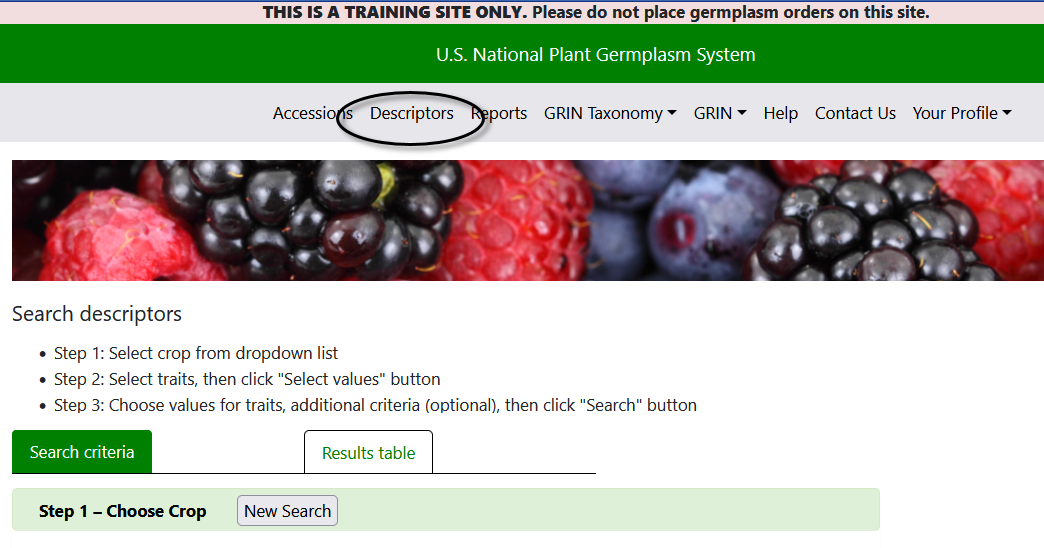 THIS IS A TRAINING SITE ONLY. Please do not place germplasm orders on this site.
U.S. National Plant Germplasm System
Accessions Descriptors Reports GRIN Taxonomy GRIN Help Contact Us Your Profile
Search descriptors
• Step 1: Select crop from dropdown list
• Step 2: Select traits, then click "Select values" button
• Step 3: Choose values for traits, additional criteria (optional), then click "Search" button
Search criteria Results table
Step 1 – Choose Crop New Search